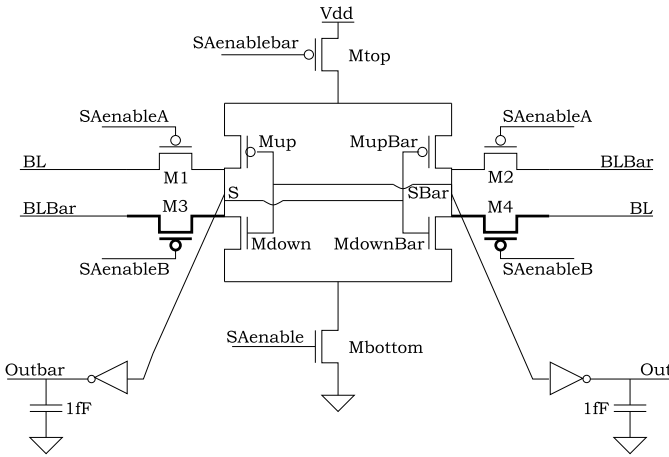 Vdd
SAenablebar
Mtop
SAenableA
SAenableA
Mup
MupBar
BL
BLBar
M1
M2
S
SBar
BLBar
M3
M4
BL
Mdown
MdownBar
SAenableB
SAenableB
SAenable
Mbottom
Outbar
Out
1fF
1fF